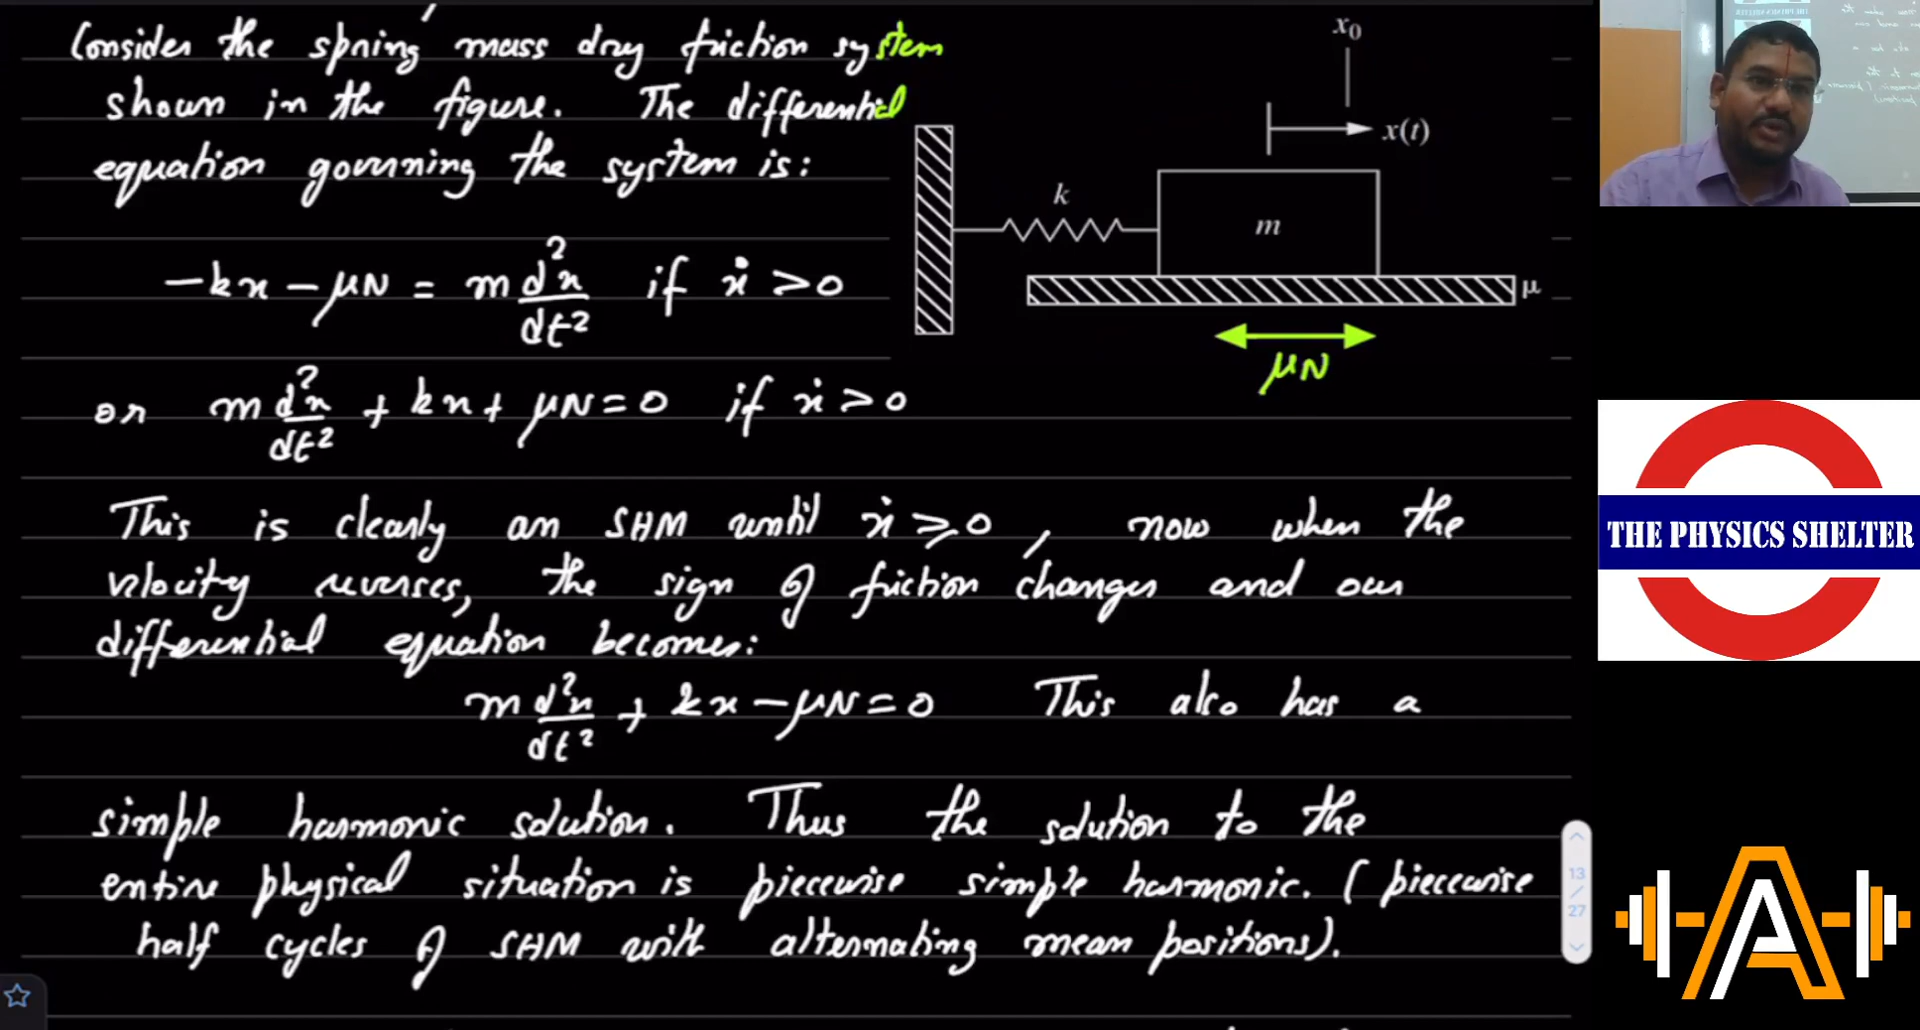 Consider the spring mass dry friction system
shown in the figure. The differential
equation governing the system is:
-kx - μN = m d²x/dt² if ẋ > 0
or m d²x/dt² + kx + μN = 0 if ẋ > 0
This is clearly an SHM until ẋ ≥ 0, now when the
velocity reverses, the sign of friction changes and our
differential equation becomes:
m d²x/dt² + kx - μN = 0 This also has a
simple harmonic solution. Thus the solution to the
entire physical situation is piecewise simple harmonic. (piecewise
half cycles of SHM with alternating mean positions).
x₀
x(t)
k
m
μ
μN
THE PHYSICS SHELTER
A
13
/
27